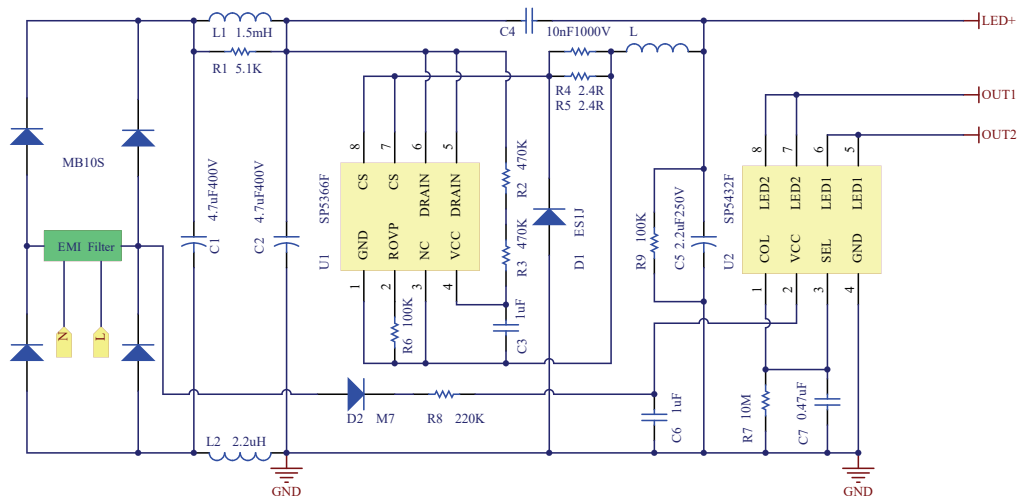 C4
10nF1000V
LED+
L1 1.5mH
L
R1 5.1K
R4 2.4R
R5 2.4R
OUT1
OUT2
MB10S
8
7
6
5
CS
CS
DRAIN
DRAIN
SP5366F
U1
GND
ROVP
NC
VCC
1
2
3
4
4.7uF400V
C1
4.7uF400V
C2
R2 470K
R3 470K
R6 100K
1uF
C3
D1 ES1J
R9 100K
C5 2.2uF250V
8
7
6
5
LED2
LED2
LED1
LED1
SP5432F
U2
COL
VCC
SEL
GND
1
2
3
4
EMI Filter
N
L
D2 M7
R8 220K
1uF
C6
R7 10M
C7 0.47uF
L2 2.2uH
GND
GND